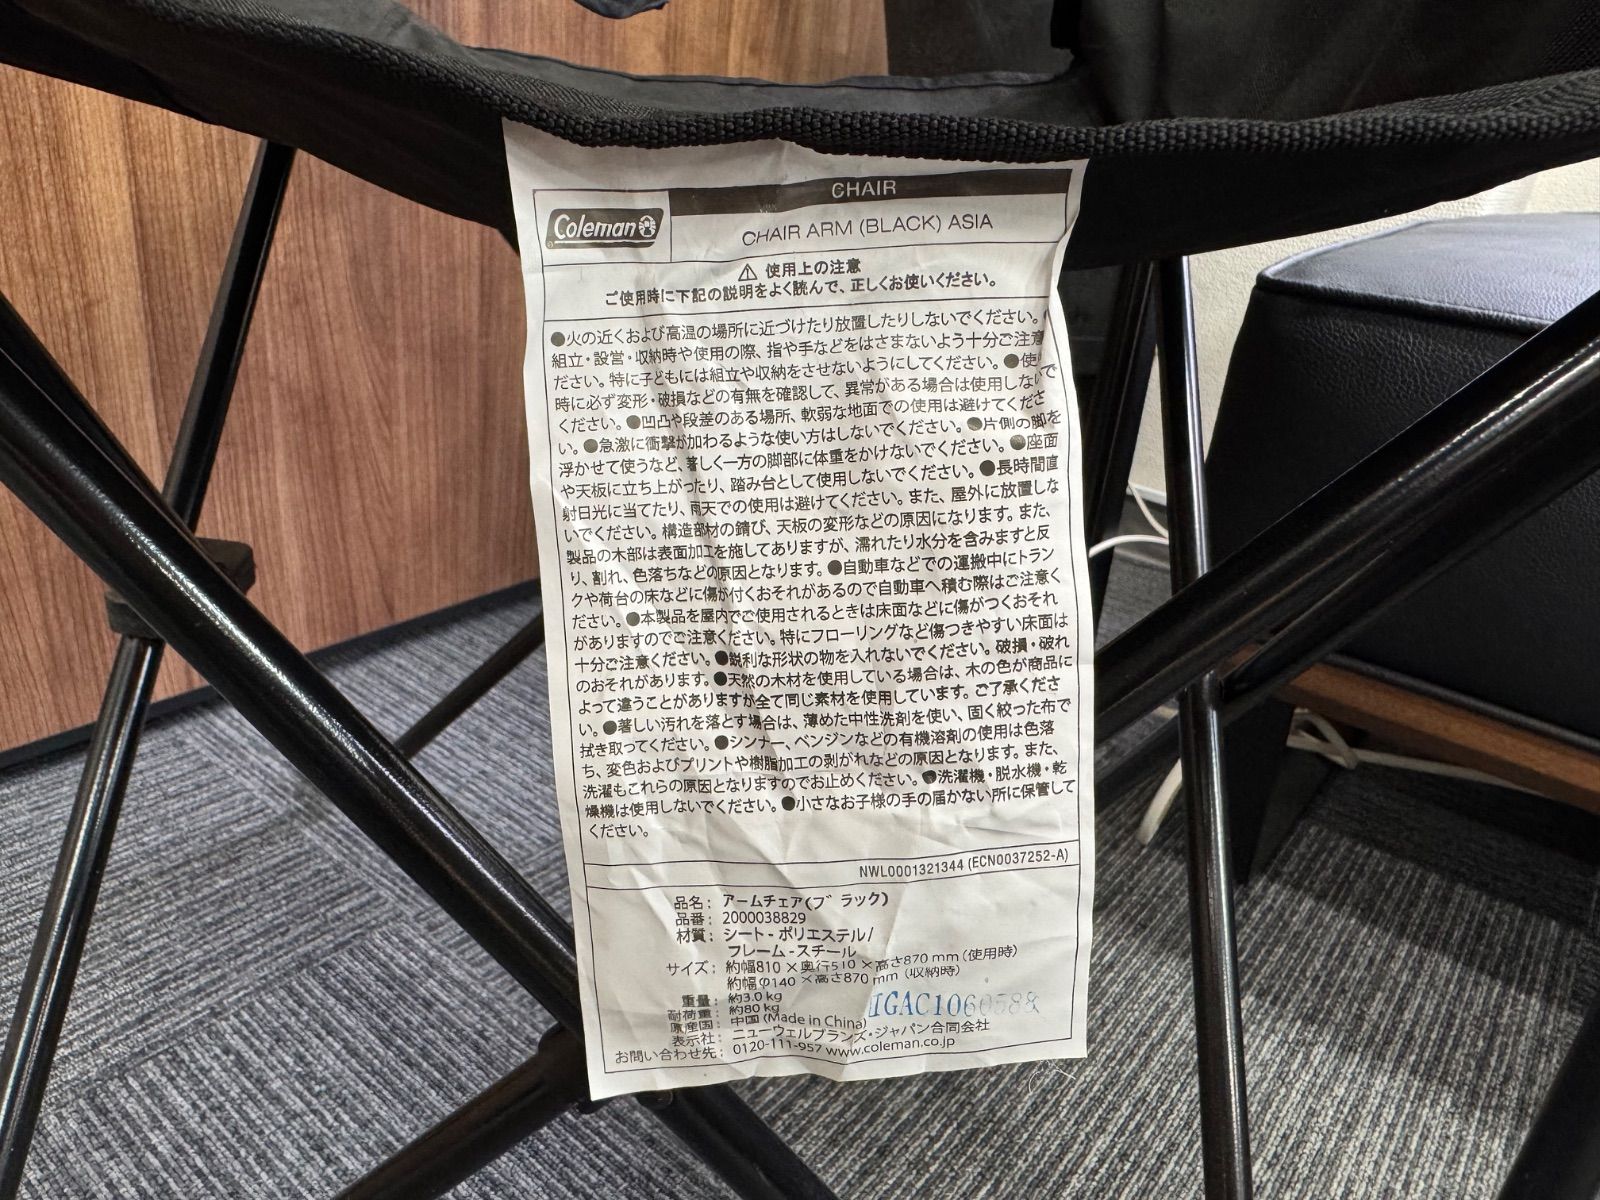 Coleman
CHAIR
CHAIR ARM (BLACK) ASIA
⚠ 使用上の注意
ご使用時に下記の説明をよく読んで、正しくお使いください。
●火の近くおよび高温の場所に近づけたり放置したりしないでください。
組立・設営・収納時や使用の際、指や手などをはさまないよう十分ご注意
ださい。特に子どもには組立や収納をさせないようにしてください。●使
時に必ず変形・破損などの有無を確認して、異常がある場合は使用しないで
ください。●凹凸や段差のある場所、軟弱な地面での使用は避けてくださ
い。●急激に衝撃が加わるような使い方はしないでください。●片側の脚を
浮かせて使うなど、著しく一方の脚部に体重をかけないでください。●座面
や天板に立ち上がったり、踏み台として使用しないでください。●長時間直
射日光に当てたり、雨天での使用は避けてください。また、屋外に放置しな
いでください。構造部材の錆び、天板の変形などの原因になります。また、
製品の木部は表面加工を施してありますが、濡れたり水分を含みますと反
り、割れ、色落ちなどの原因となります。●自動車などでの運搬中にトラン
クや荷台の床などに傷が付くおそれがあるので自動車へ積む際はご注意く
ださい。●本製品を屋内でご使用されるときは床面などに傷がつくおそれ
がありますのでご注意ください。特にフローリングなど傷つきやすい床面は
十分ご注意ください。●鋭利な形状の物を入れないでください。破損・破れ
のおそれがあります。●天然の木材を使用している場合は、木の色が商品に
よって違うことがありますが全て同じ素材を使用しています。ご了承くださ
い。●著しい汚れを落とす場合は、薄めた中性洗剤を使い、固く絞った布で
拭き取ってください。●シンナー、ベンジンなどの有機溶剤の使用は色落
ち、変色およびプリントや樹脂加工の剥がれなどの原因となります。また、
洗濯もこれらの原因となりますのでお止めください。●洗濯機・脱水機・乾
燥機は使用しないでください。●小さなお子様の手の届かない所に保管して
ください。
NWL0001321344 (ECN0037252-A)
品名：アームチェア(ブラック)
品番：2000038829
材質：シート - ポリエステル/
フレーム - スチール
サイズ：約幅810 × 奥行510 × 高さ870 mm (使用時)
約幅φ140 × 高さ870 mm (収納時)
重量：約3.0 kg
耐荷重：約80 kg
原産国：中国 (Made in China)
表示社：ニューウェルブランズ・ジャパン合同会社
お問い合わせ先：0120-111-957 www.coleman.co.jp